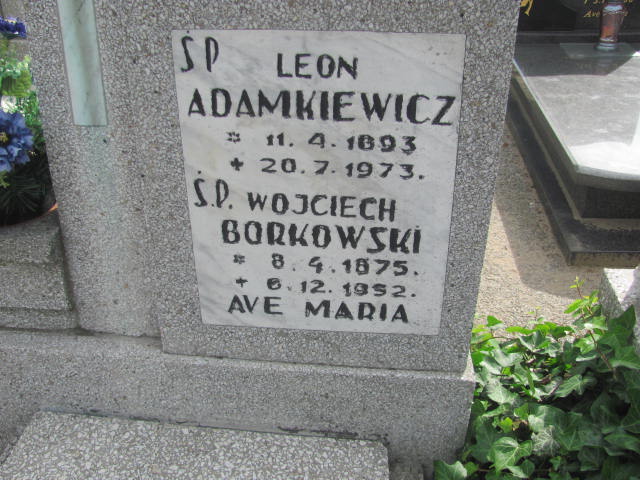 ŚP LEON
ADAMKIEWICZ
* 11. 4. 1893
+ 20. 7. 1973.
Ś.P. WOJCIECH
BORKOWSKI
* 8. 4. 1875.
+ 6. 12. 1952.
AVE MARIA